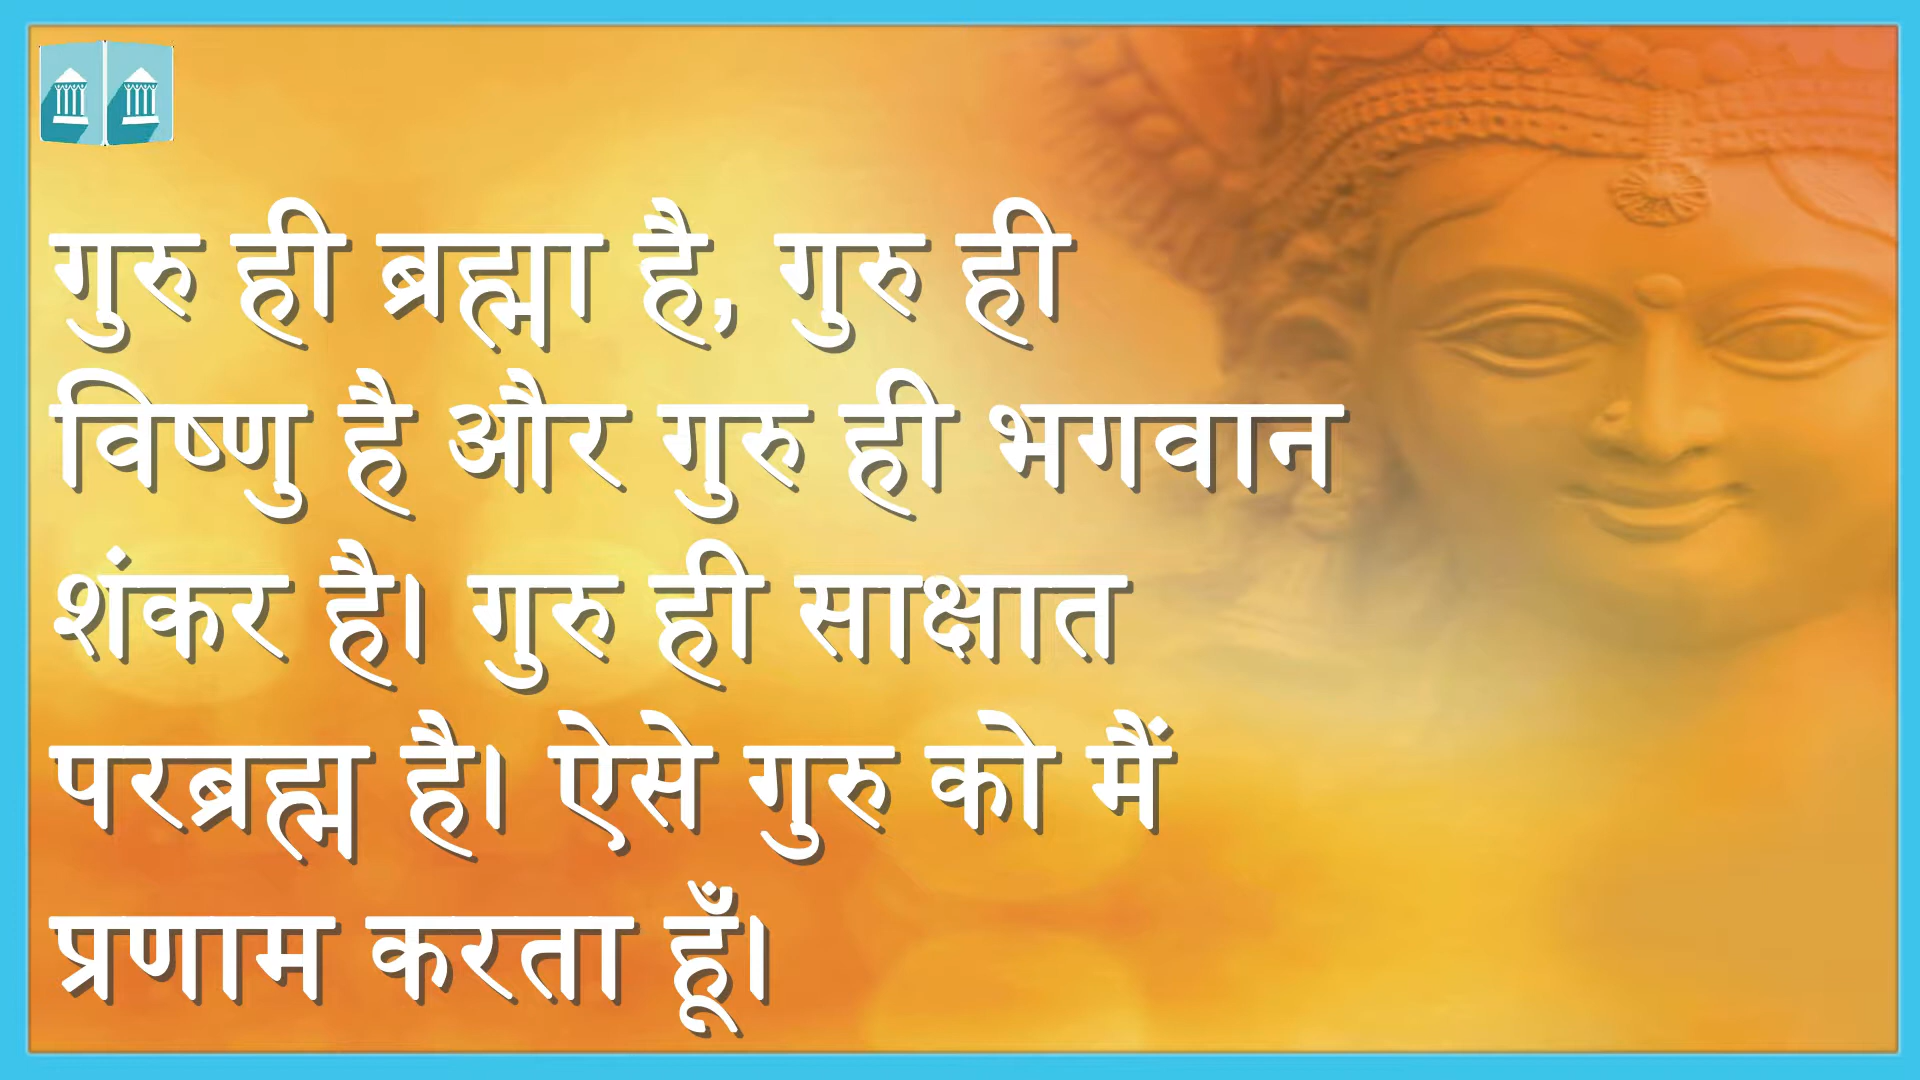 गुरु ही ब्रह्मा है, गुरु ही
विष्णु है और गुरु ही भगवान
शंकर है। गुरु ही साक्षात
परब्रह्म है। ऐसे गुरु को मैं
प्रणाम करता हूँ।